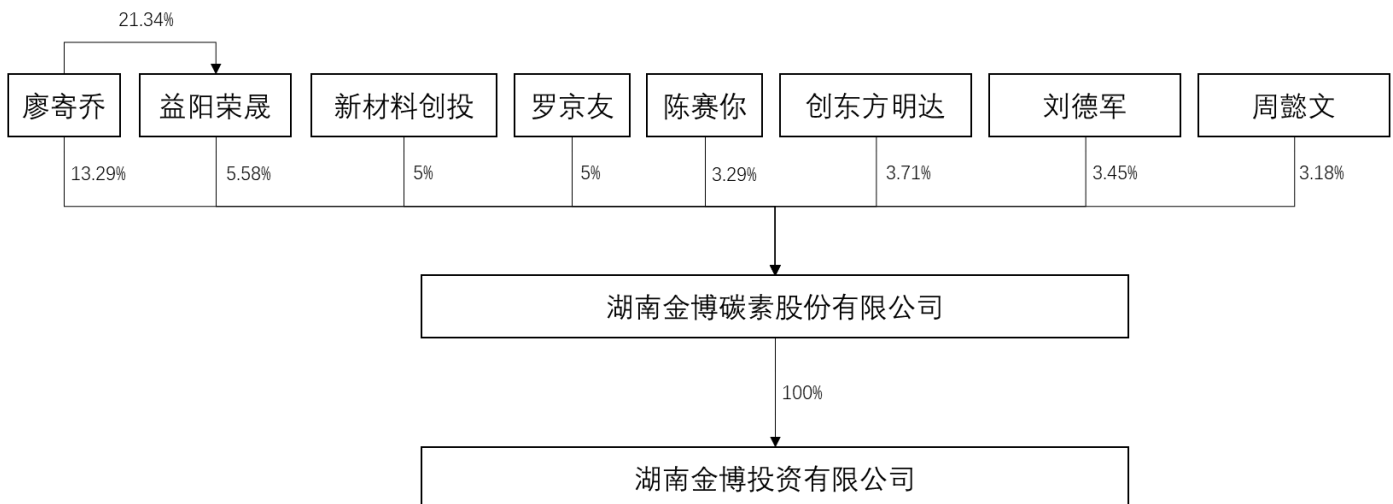 21.34%
廖寄乔 益阳荣晟 新材料创投 罗京友 陈赛你 创东方明达 刘德军 周懿文
13.29% 5.58% 5% 5% 3.29% 3.71% 3.45% 3.18%
湖南金博碳素股份有限公司
100%
湖南金博投资有限公司